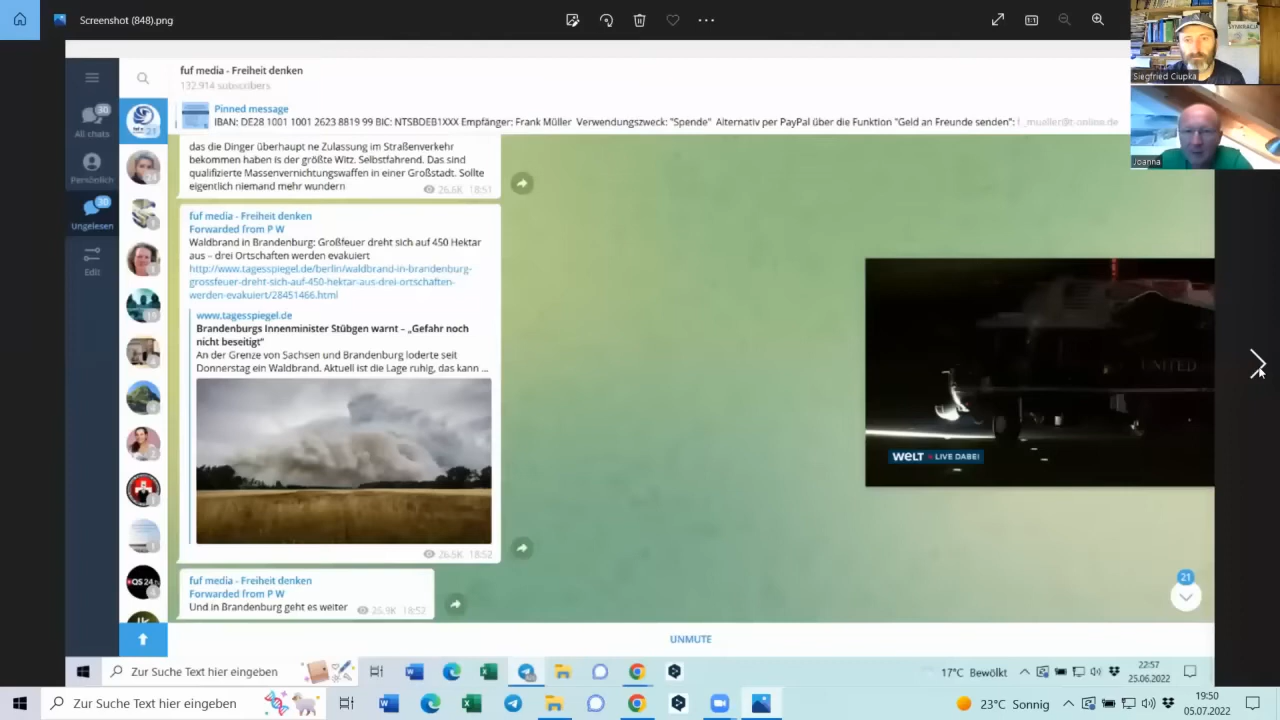 Screenshot (848).png
Siegfried Ciupka
Joanna
fuf media - Freiheit denken
132.914 subscribers
Pinned message
IBAN: DE28 1001 1001 2623 8819 99 BIC: NTSBDEB1XXX Empfänger: Frank Müller Verwendungszweck: "Spende" Alternativ per PayPal über die Funktion "Geld an Freunde senden":
30
All chats
Persönlich
30
Ungelesen
Edit
das die Dinger überhaupt ne Zulassung im Straßenverkehr
bekommen haben is der größte Witz. Selbstfahrend. Das sind
qualifizierte Massenvernichtungswaffen in einer Großstadt. Sollte
eigentlich niemand mehr wundern
26.6K 18:51
fuf media - Freiheit denken
Forwarded from P W
Waldbrand in Brandenburg: Großfeuer dreht sich auf 450 Hektar
aus – drei Ortschaften werden evakuiert
http://www.tagesspiegel.de/berlin/waldbrand-in-brandenburg-
grossfeuer-dreht-sich-auf-450-hektar-aus-drei-ortschaften-
werden-evakuiert/28451466.html
www.tagesspiegel.de
Brandenburgs Innenminister Stübgen warnt – „Gefahr noch
nicht beseitigt“
An der Grenze von Sachsen und Brandenburg loderte seit
Donnerstag ein Waldbrand. Aktuell ist die Lage ruhig, das kann ...
26.5K 18:52
fuf media - Freiheit denken
Forwarded from P W
Und in Brandenburg geht es weiter
26.9K 18:52
UNITED
WELT LIVE DABEI
QS24
21
UNMUTE
Zur Suche Text hier eingeben
17°C Bewölkt
22:57
25.06.2022
Zur Suche Text hier eingeben
23°C Sonnig
19:50
05.07.2022